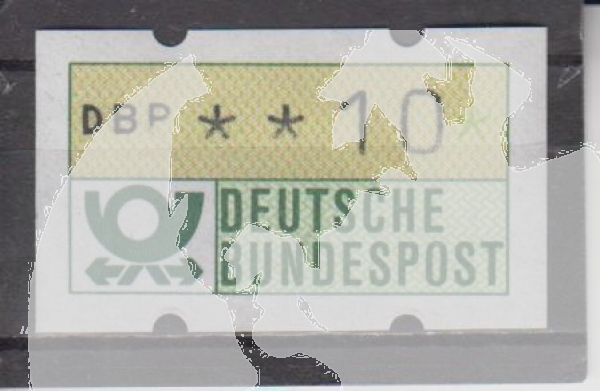 DBP ** 10 *
DEUTSCHE
BUNDESPOST